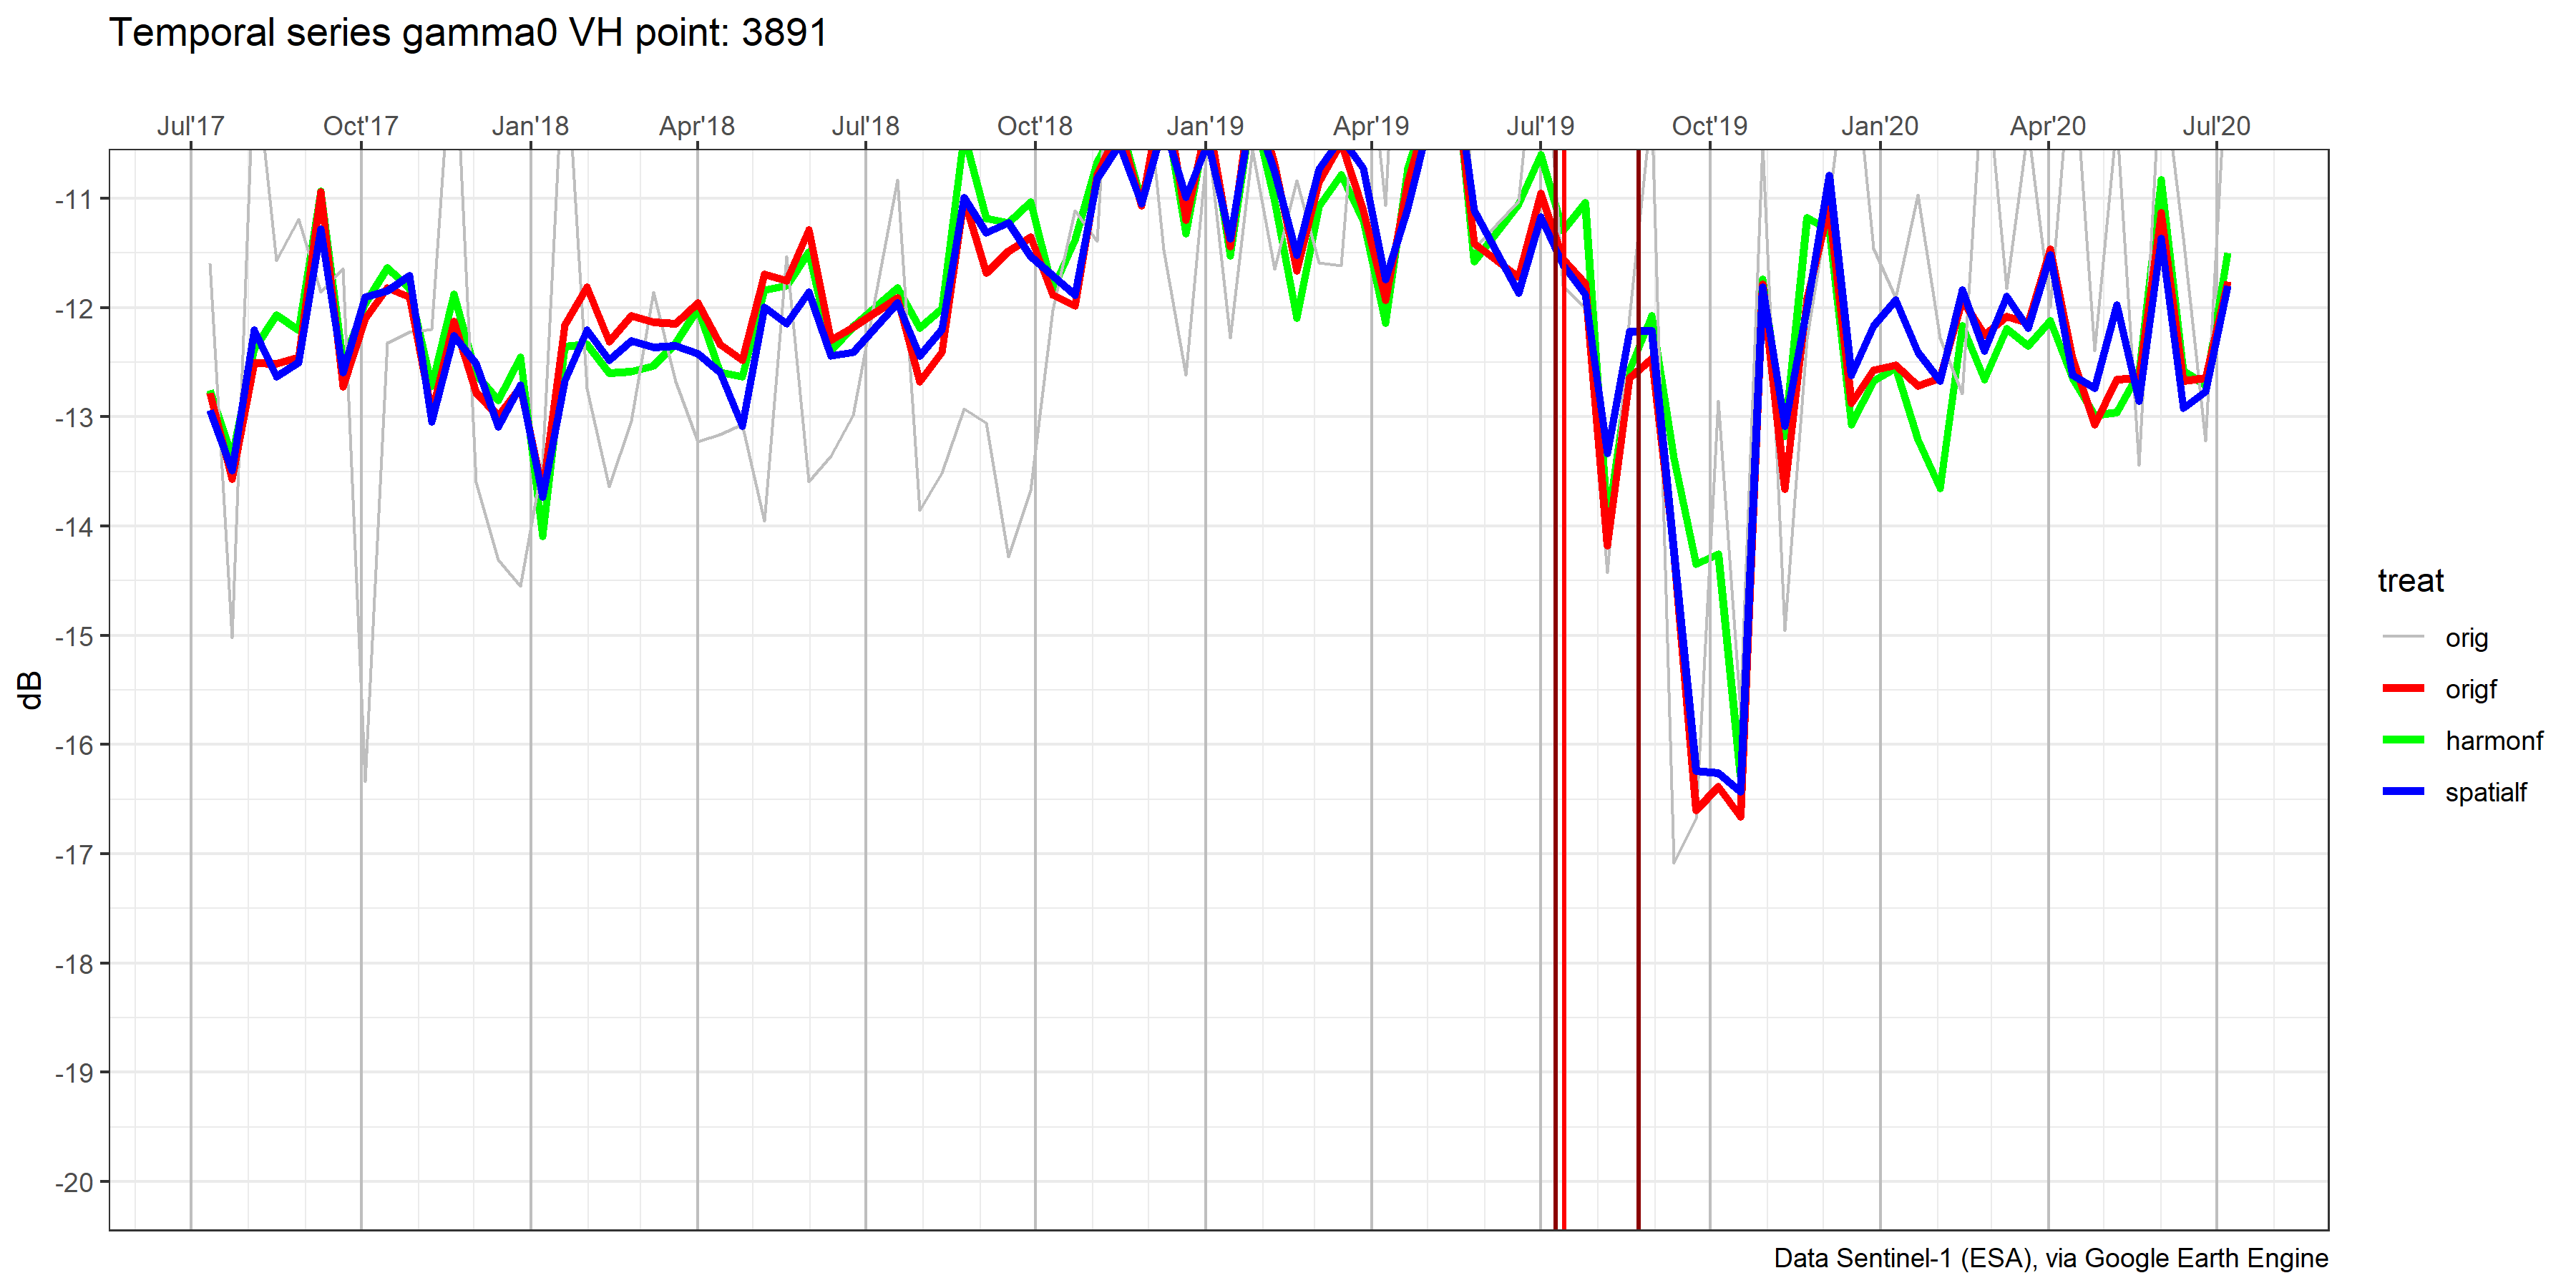 Temporal series gamma0 VH point: 3891
Jul'17 Oct'17 Jan'18 Apr'18 Jul'18 Oct'18 Jan'19 Apr'19 Jul'19 Oct'19 Jan'20 Apr'20 Jul'20
-11
-12
-13
-14
-15
-16
-17
-18
-19
-20
dB
treat
orig
origf
harmonf
spatialf
Data Sentinel-1 (ESA), via Google Earth Engine